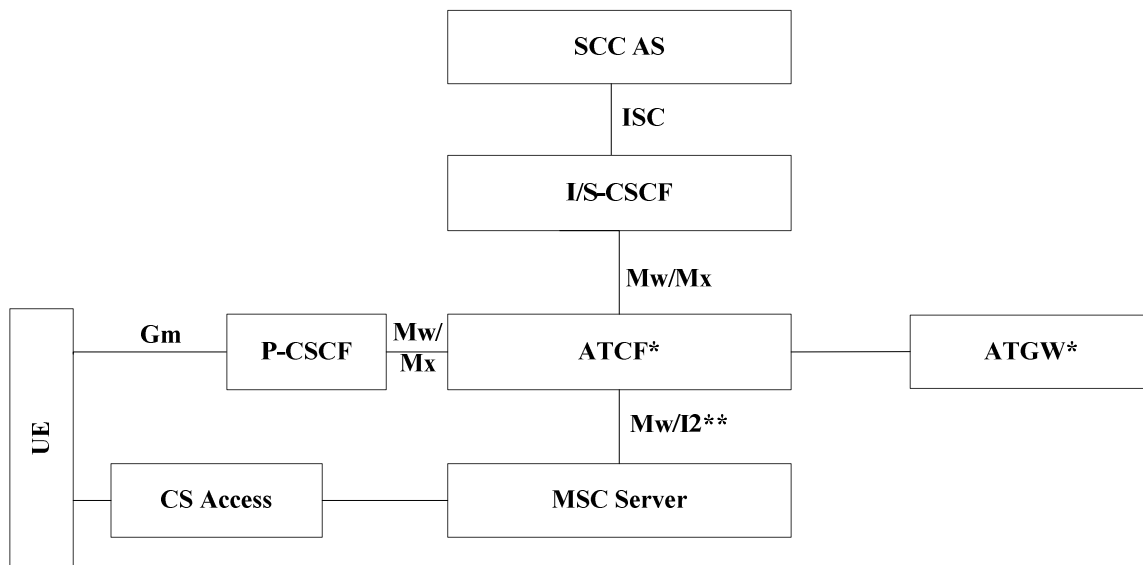 SCC AS
ISC
I/S-CSCF
Mw/Mx
Gm
P-CSCF
Mw/
Mx
ATCF*
ATGW*
Mw/I2**
UE
CS Access
MSC Server